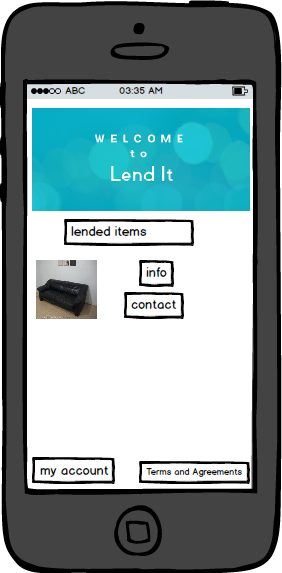 ABC 03:35 AM
WELCOME
to
Lend It
lended items
info
contact
my account
Terms and Agreements